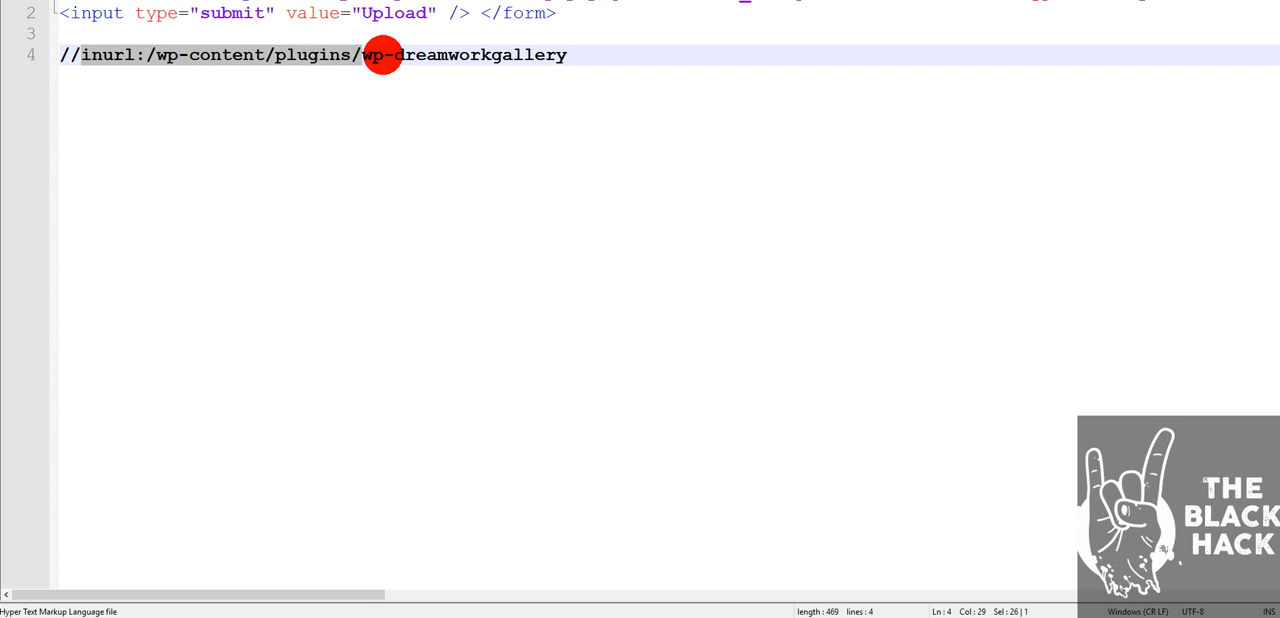 2 <input type="submit" value="Upload" /> </form>
3
4 //inurl:/wp-content/plugins/wp-dreamworkgallery
THE
BLACK
HACK
Hyper Text Markup Language file length : 469 lines : 4 Ln : 4 Col : 29 Sel : 26 | 1 Windows (CR LF) UTF-8 INS